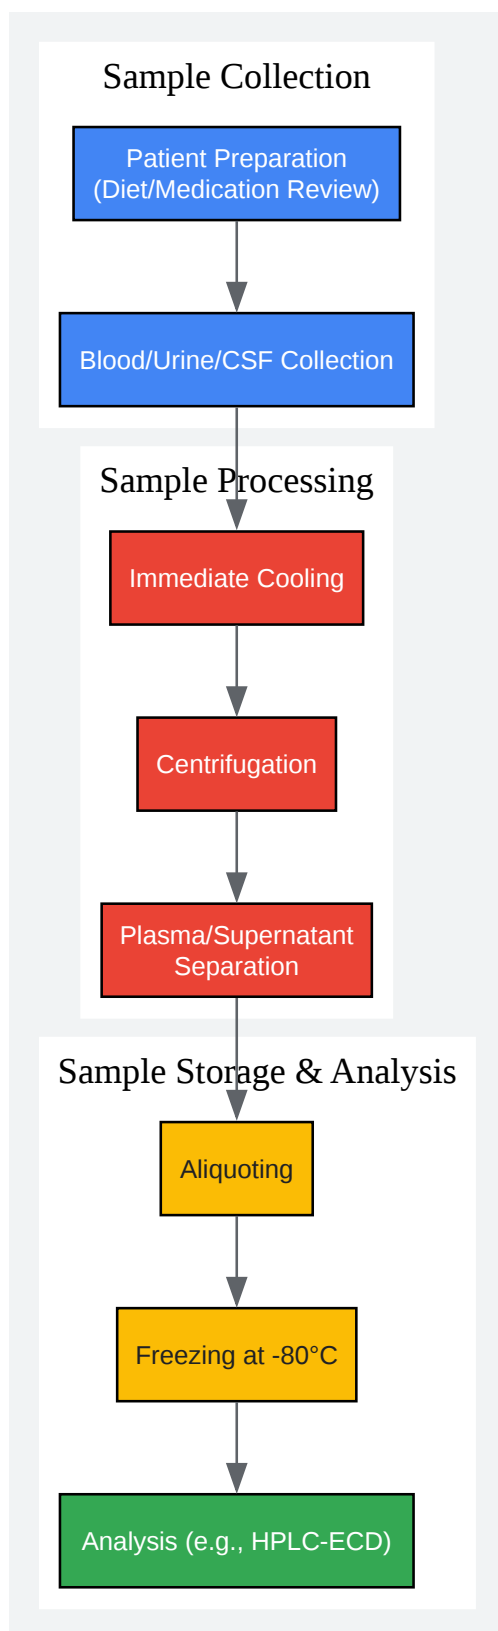 Sample Collection
Patient Preparation
(Diet/Medication Review)
Blood/Urine/CSF Collection
Sample Processing
Immediate Cooling
Centrifugation
Plasma/Supernatant
Separation
Sample Storage & Analysis
Aliquoting
Freezing at -80°C
Analysis (e.g., HPLC-ECD)